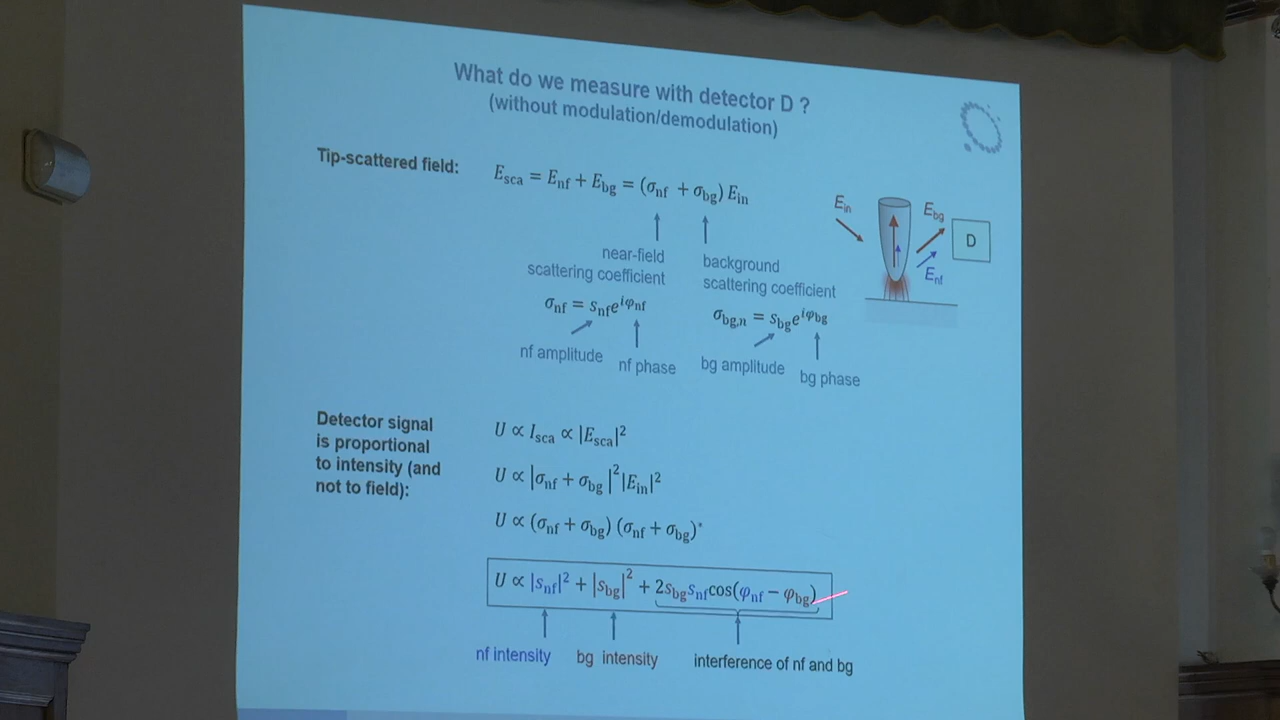 What do we measure with detector D ?
(without modulation/demodulation)
Tip-scattered field:
E_sca = E_nf + E_bg = (σ_nf + σ_bg) E_in
near-field
scattering coefficient
background
scattering coefficient
σ_nf = s_nf e^{iφ_nf}
σ_bg,n = s_bg e^{iφ_bg}
nf amplitude
nf phase
bg amplitude
bg phase
E_in
E_bg
D
E_nf
Detector signal
is proportional
to intensity (and
not to field):
U ∝ I_sca ∝ |E_sca|²
U ∝ |σ_nf + σ_bg|²|E_in|²
U ∝ (σ_nf + σ_bg) (σ_nf + σ_bg)*
U ∝ |s_nf|² + |s_bg|² + 2s_bg s_nf cos(φ_nf − φ_bg)
nf intensity
bg intensity
interference of nf and bg